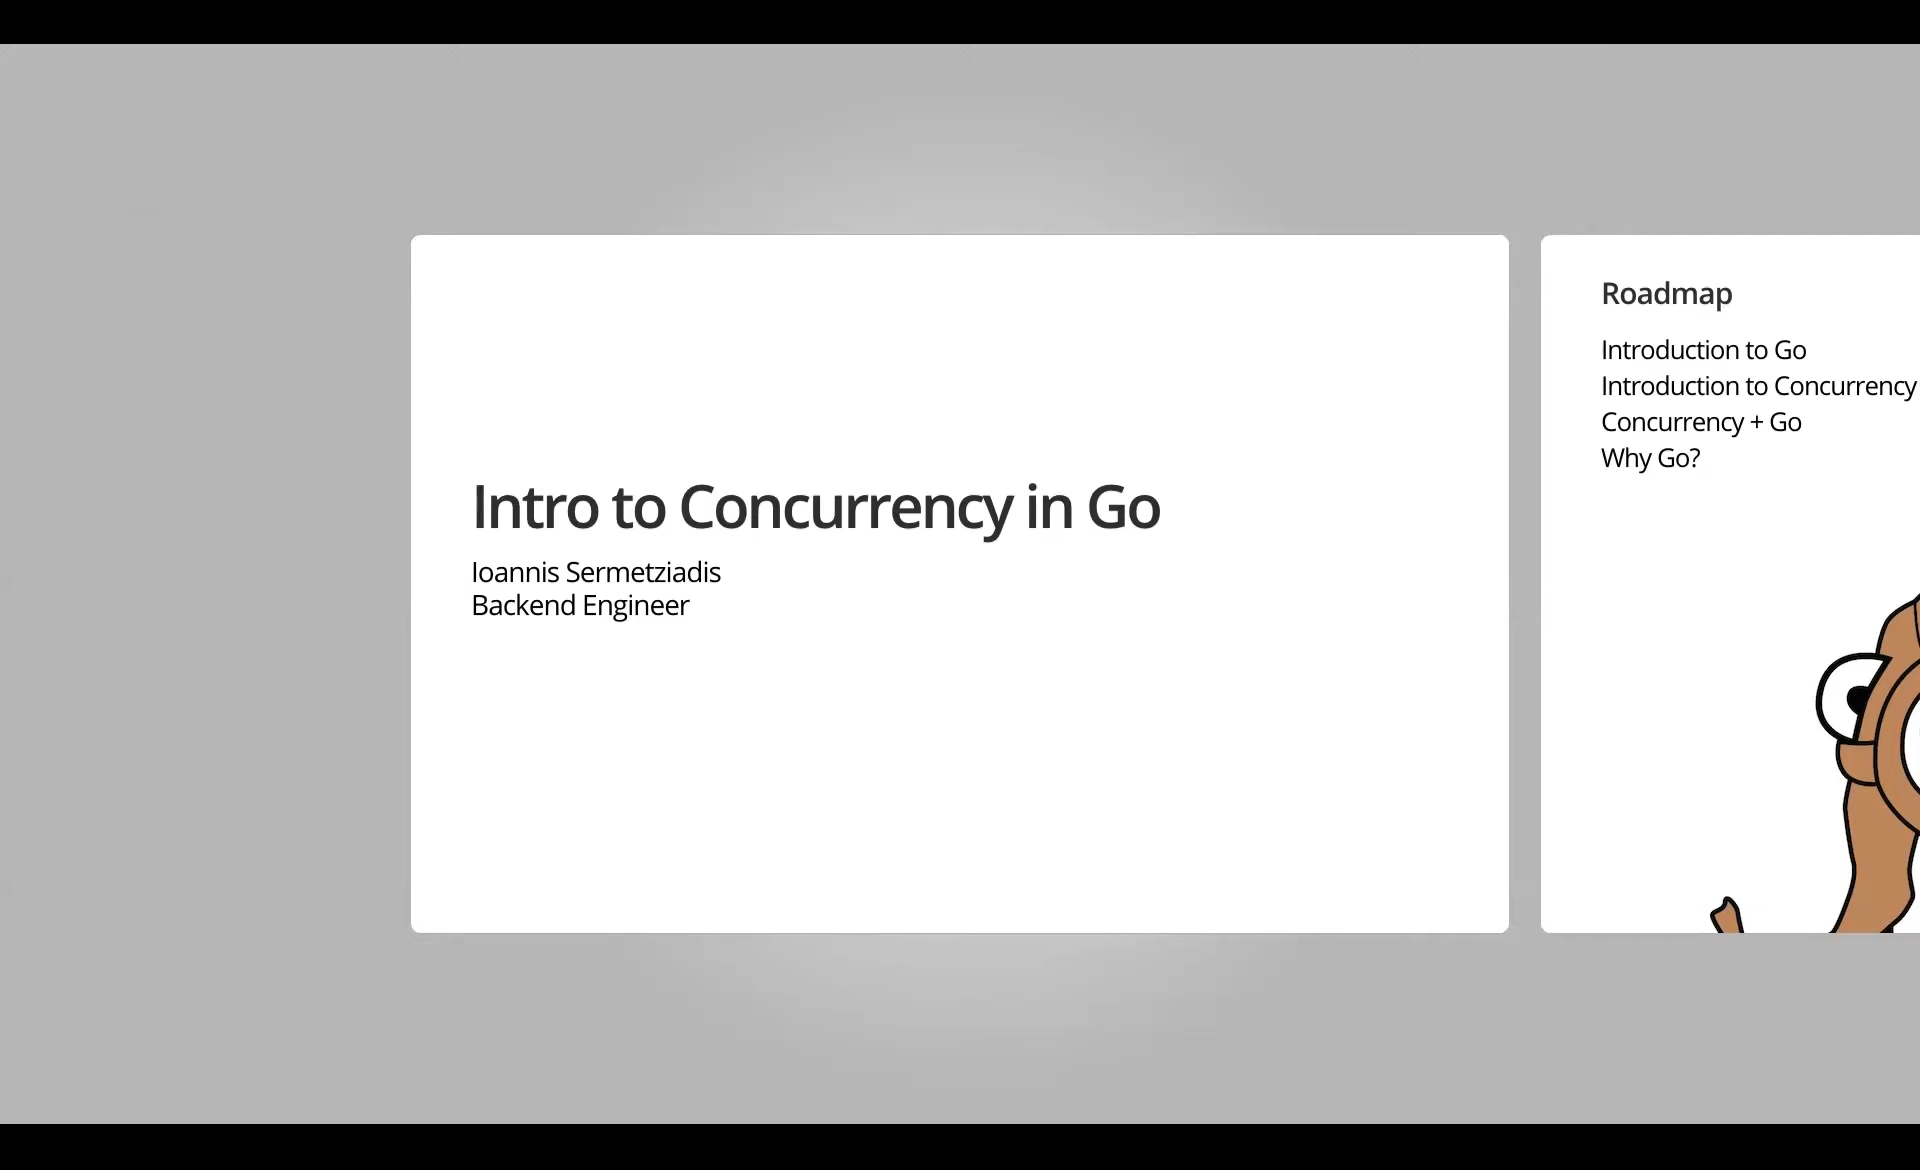 Intro to Concurrency in Go
Ioannis Sermetziadis
Backend Engineer
Roadmap
Introduction to Go
Introduction to Concurrency
Concurrency + Go
Why Go?